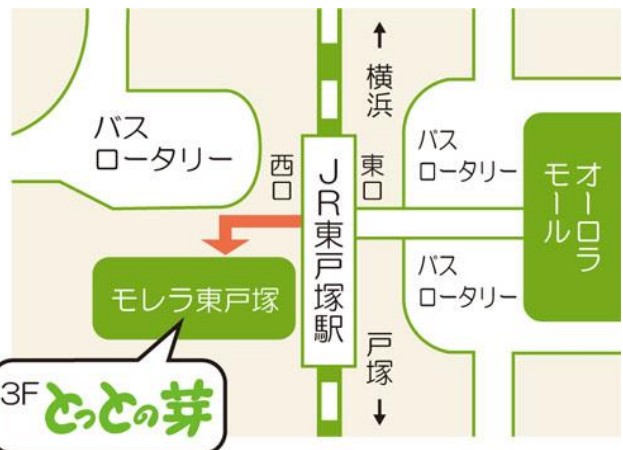 ↑
横浜
バス
ロータリー
西口
JR東戸塚駅
東口
バス
ロータリー
オーロラ
モール
モレラ東戸塚
バス
ロータリー
戸塚
↓
3F とっとの芽